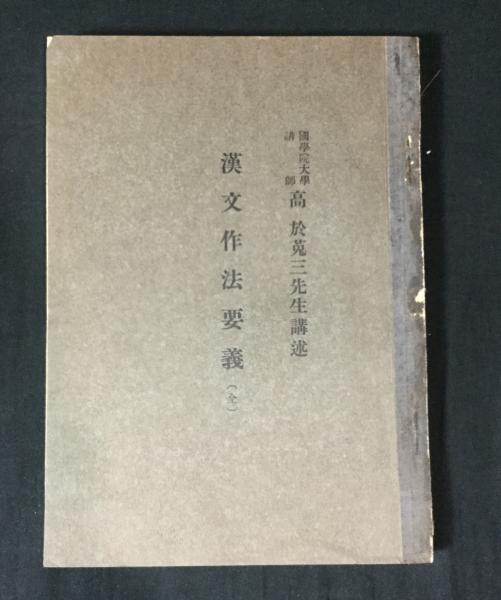 國學院大學
講師
高於菟三先生講述
漢文作法要義(全)